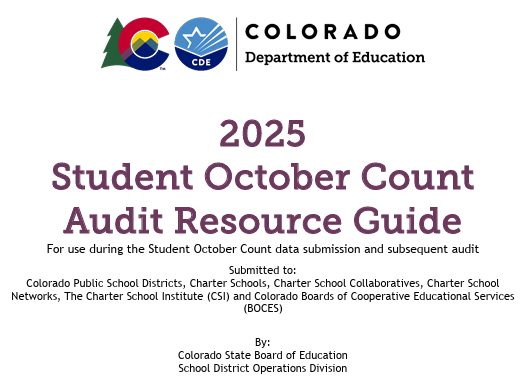 CDE
TM
COLORADO
Department of Education
2025
Student October Count
Audit Resource Guide
For use during the Student October Count data submission and subsequent audit
Submitted to:
Colorado Public School Districts, Charter Schools, Charter School Collaboratives, Charter School
Networks, The Charter School Institute (CSI) and Colorado Boards of Cooperative Educational Services
(BOCES)
By:
Colorado State Board of Education
School District Operations Division